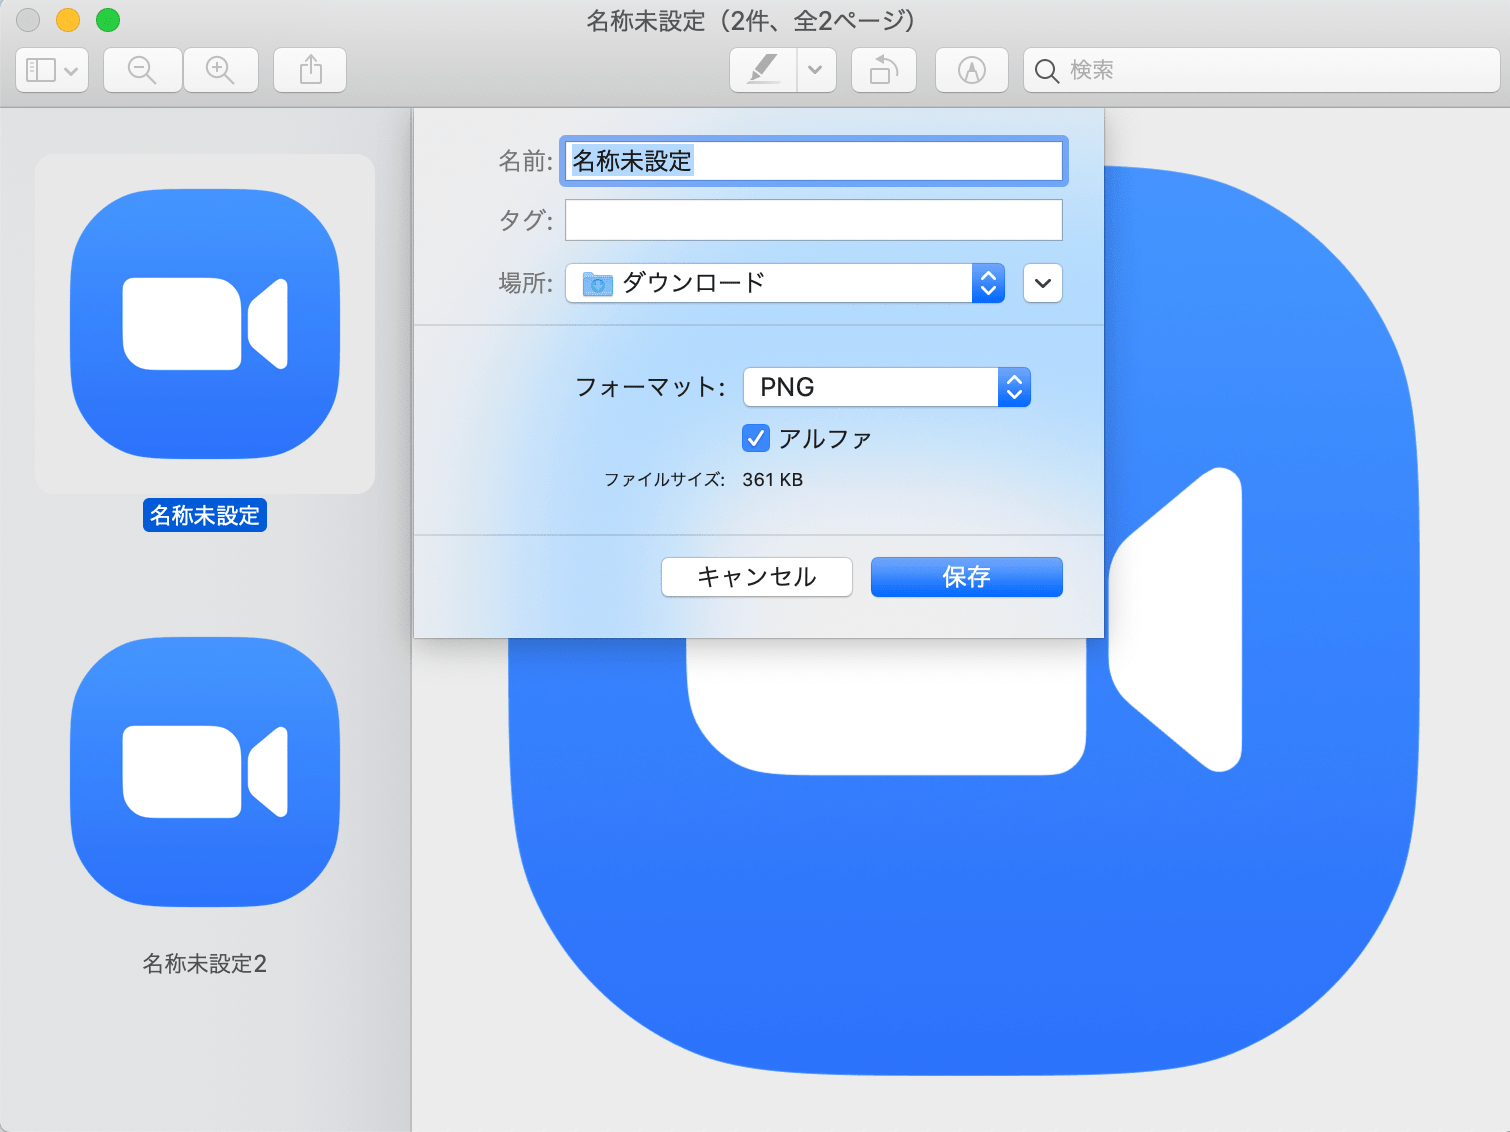 名称未設定（2件、全2ページ）
検索
名前: 名称未設定
タグ:
場所: ダウンロード
フォーマット: PNG
アルファ
ファイルサイズ: 361 KB
キャンセル 保存
名称未設定
名称未設定2